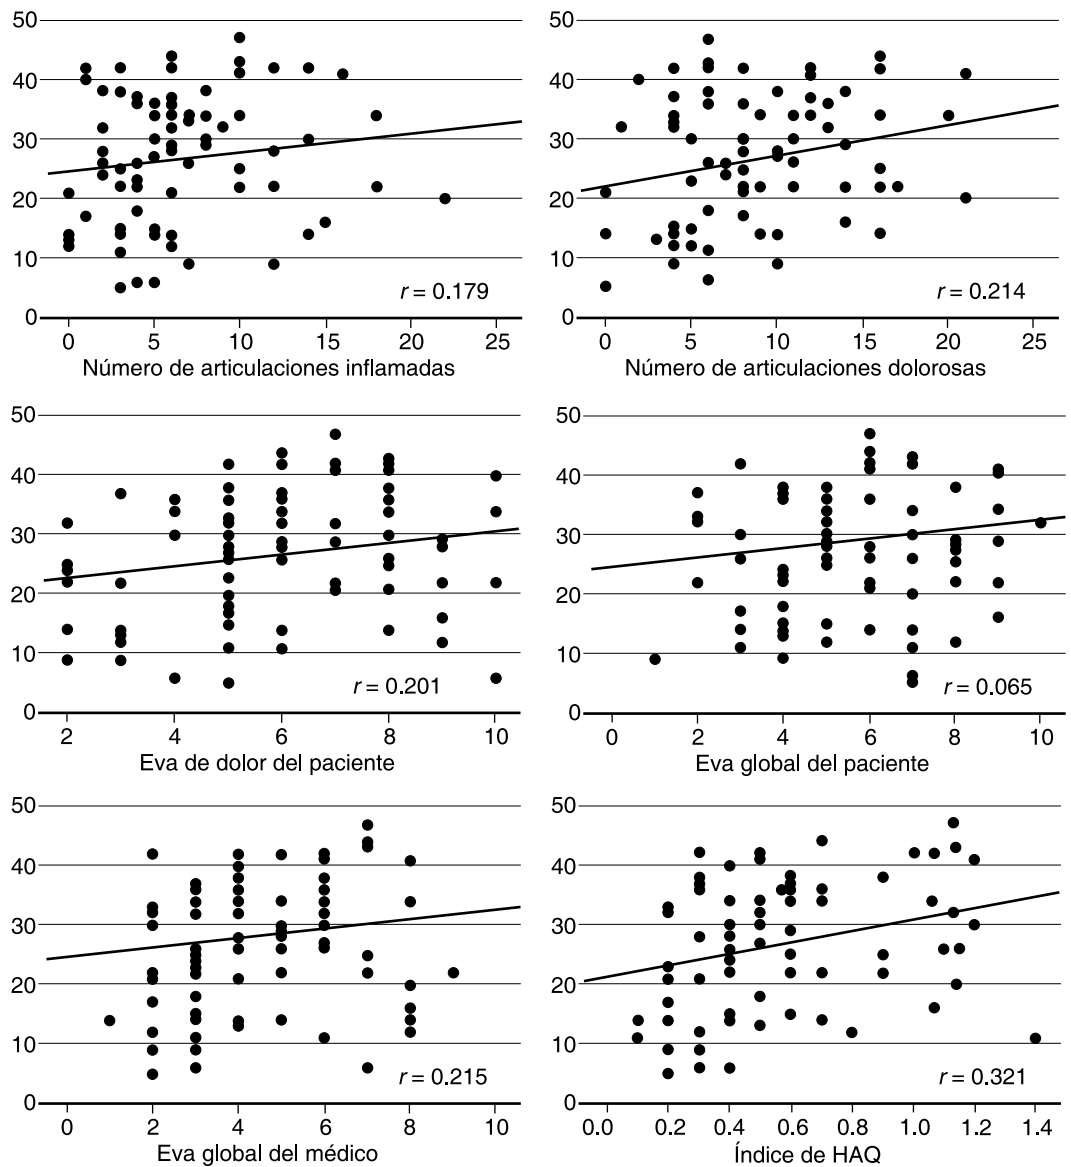 50
40
30
20
10
0
r = 0.179
0 5 10 15 20 25
Número de articulaciones inflamadas
50
40
30
20
10
0
r = 0.214
0 5 10 15 20 25
Número de articulaciones dolorosas
50
40
30
20
10
0
r = 0.201
2 4 6 8 10
Eva de dolor del paciente
50
40
30
20
10
0
r = 0.065
0 2 4 6 8 10
Eva global del paciente
50
40
30
20
10
0
r = 0.215
0 2 4 6 8 10
Eva global del médico
50
40
30
20
10
0
r = 0.321
0.0 0.2 0.4 0.6 0.8 1.0 1.2 1.4
Índice de HAQ